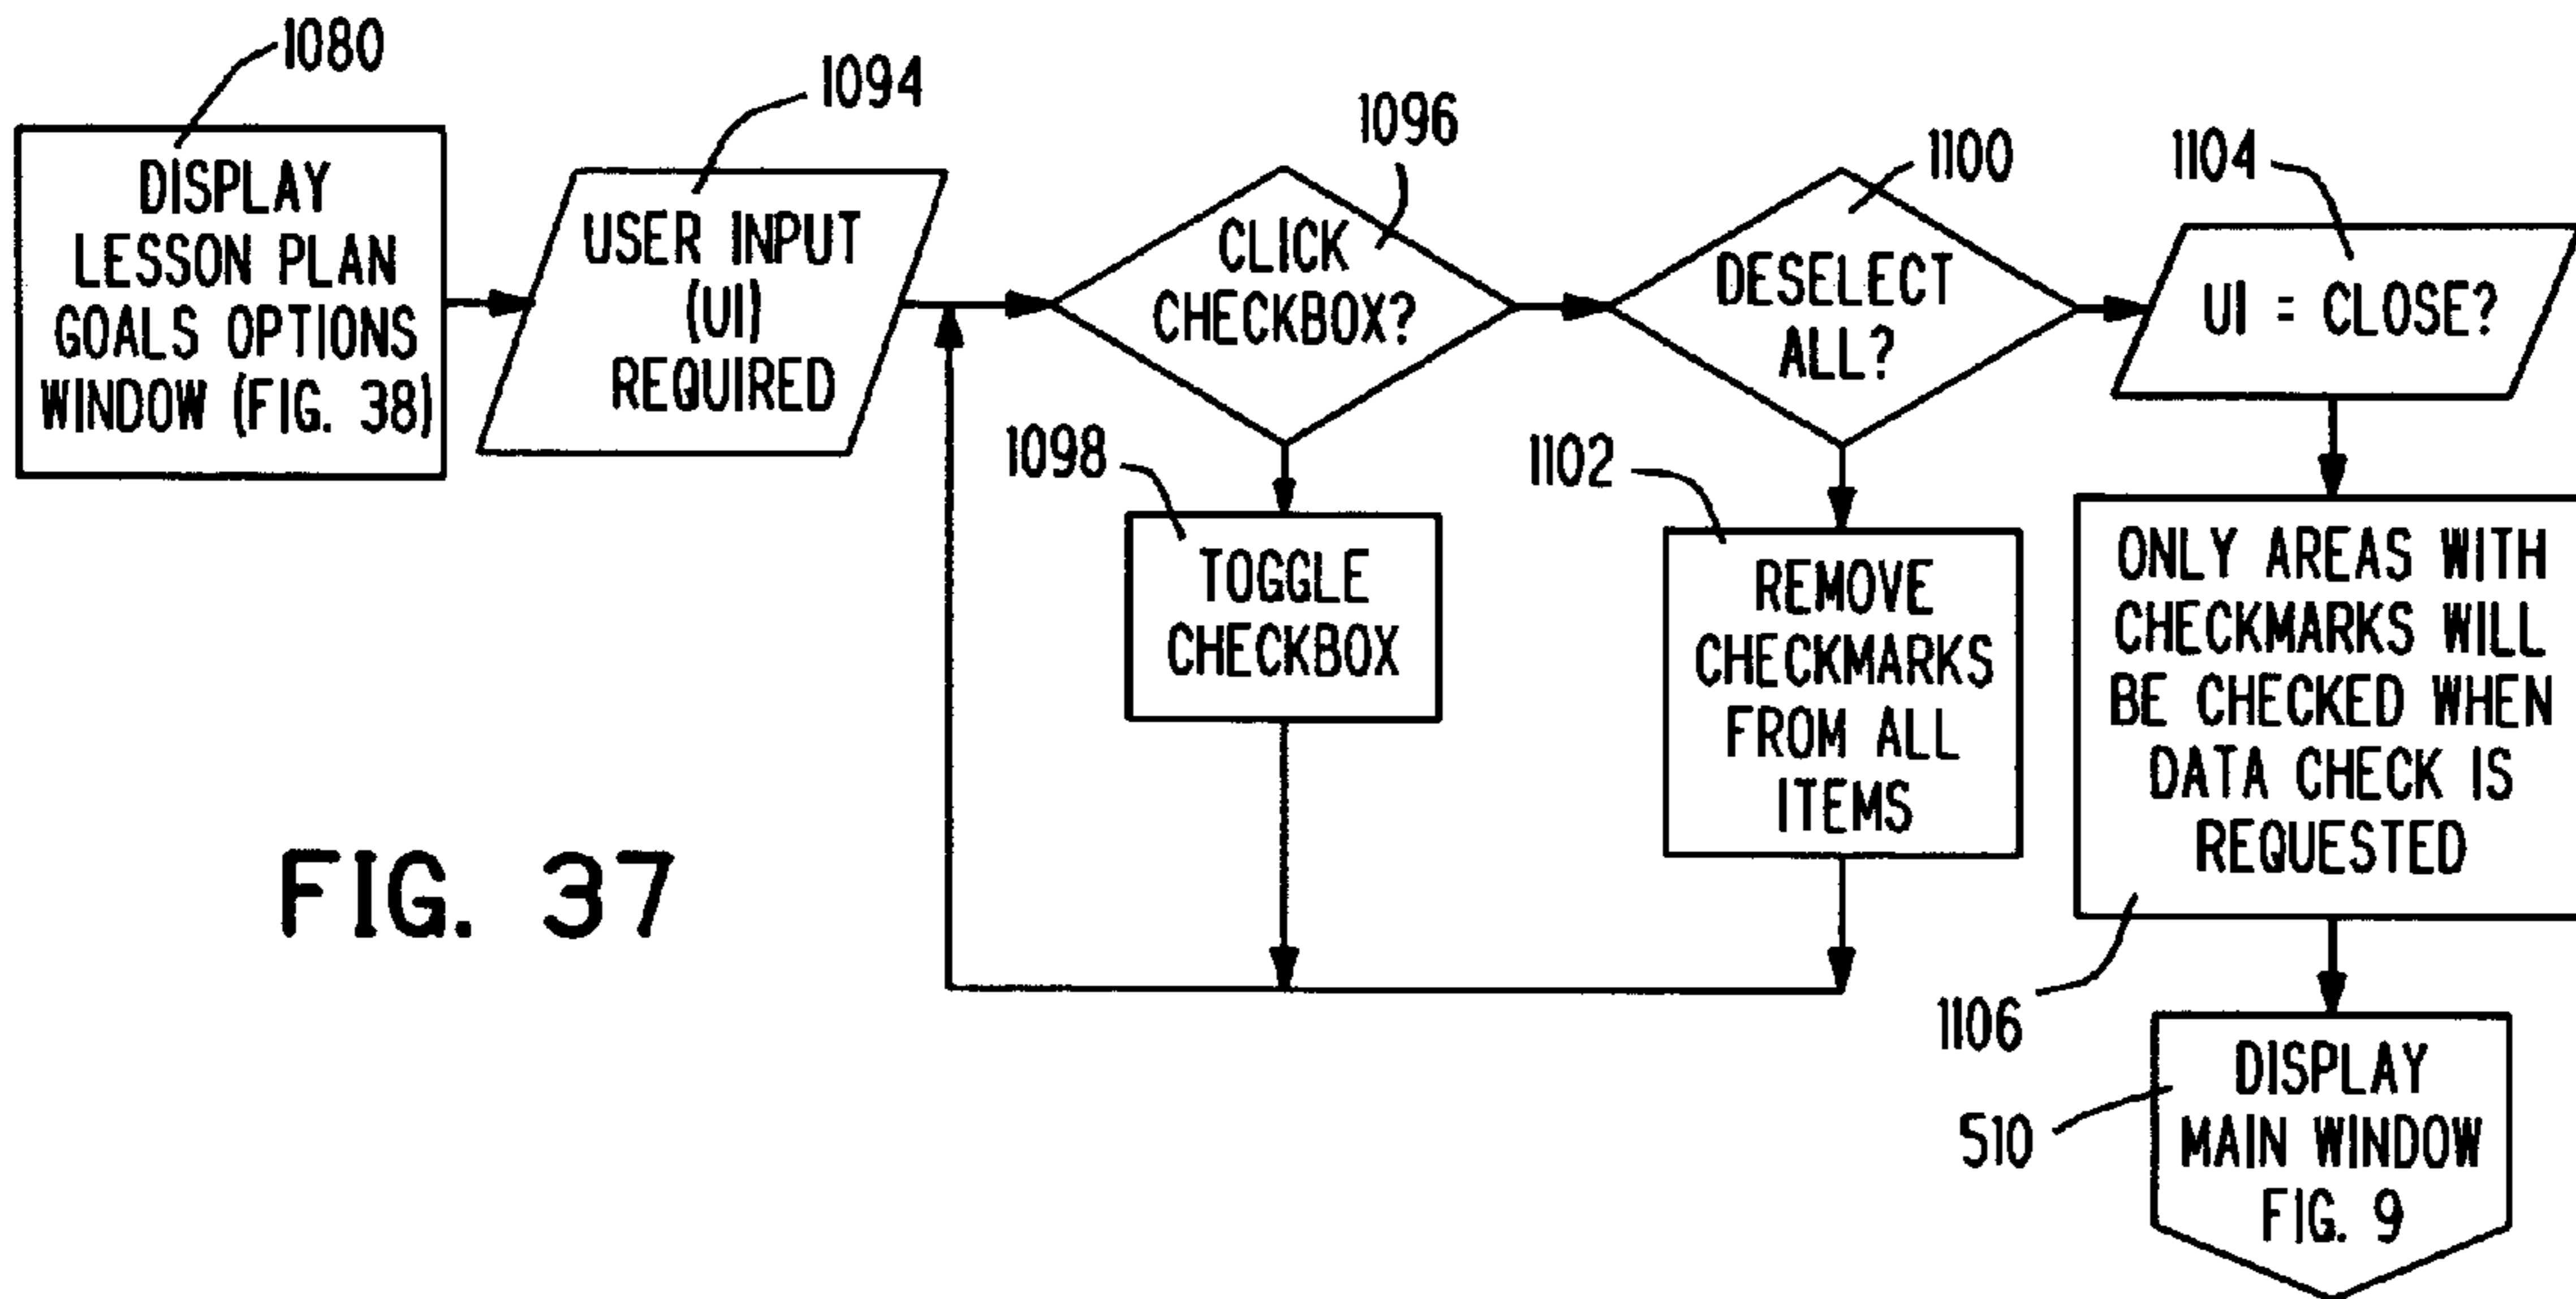 1080
DISPLAY
LESSON PLAN
GOALS OPTIONS
WINDOW (FIG. 38)
1094
USER INPUT
(UI)
REQUIRED
1096
CLICK
CHECKBOX?
1098
TOGGLE
CHECKBOX
1100
DESELECT
ALL?
1102
REMOVE
CHECKMARKS
FROM ALL
ITEMS
1104
UI = CLOSE?
ONLY AREAS WITH
CHECKMARKS WILL
BE CHECKED WHEN
DATA CHECK IS
REQUESTED
1106
510
DISPLAY
MAIN WINDOW
FIG. 9
FIG. 37